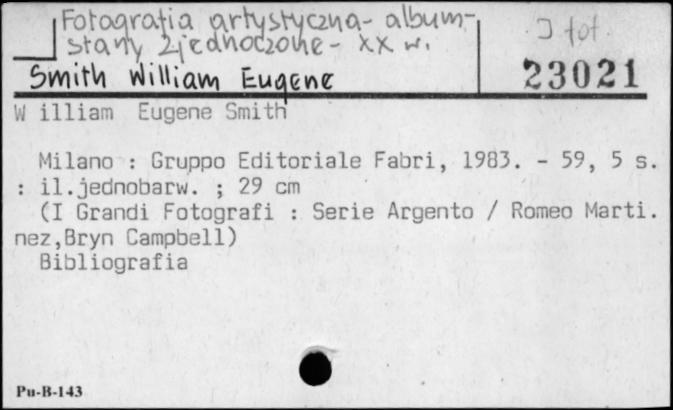 Fotografia artystyczna - album -
stany zjednoczone - XX w.
J fot
Smith William Eugene
23021
W illiam Eugene Smith
Milano : Gruppo Editoriale Fabri, 1983. - 59, 5 s.
: il.jednobarw. ; 29 cm
(I Grandi Fotografi : Serie Argento / Romeo Marti.
nez,Bryn Campbell)
Bibliografia
Pu-B-143